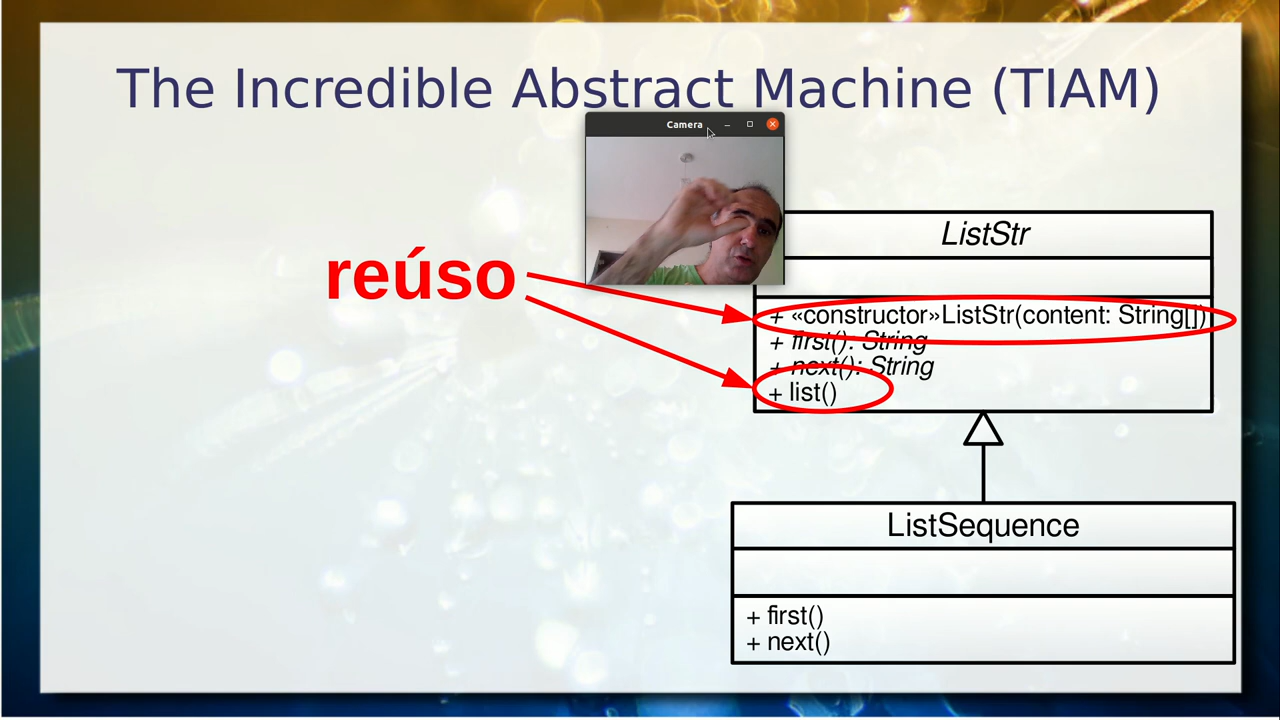 The Incredible Abstract Machine (TIAM)
Camera
ListStr
reúso
+ «constructor»ListStr(content: String[])
+ first(): String
+ next(): String
+ list()
ListSequence
+ first()
+ next()